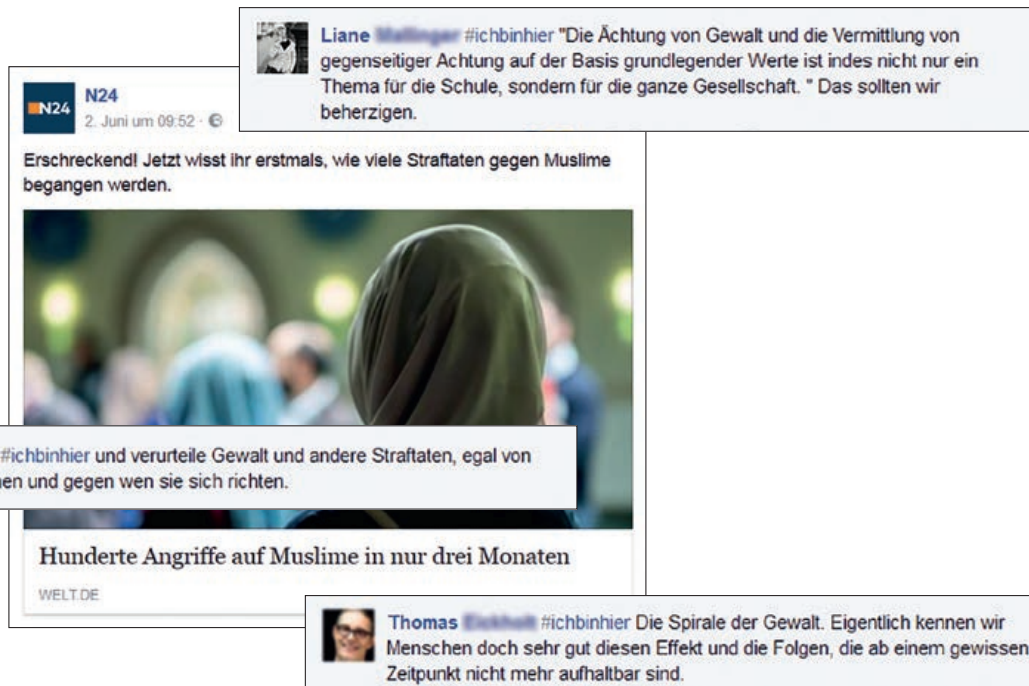 Liane #ichbinhier "Die Ächtung von Gewalt und die Vermittlung von
gegenseitiger Achtung auf der Basis grundlegender Werte ist indes nicht nur ein
Thema für die Schule, sondern für die ganze Gesellschaft. " Das sollten wir
beherzigen.
N24
N24
2. Juni um 09:52 ·
Erschreckend! Jetzt wisst ihr erstmals, wie viele Straftaten gegen Muslime
begangen werden.
#ichbinhier und verurteile Gewalt und andere Straftaten, egal von
und gegen wen sie sich richten.
Hunderte Angriffe auf Muslime in nur drei Monaten
WELT.DE
Thomas #ichbinhier Die Spirale der Gewalt. Eigentlich kennen wir
Menschen doch sehr gut diesen Effekt und die Folgen, die ab einem gewissen
Zeitpunkt nicht mehr aufhaltbar sind.